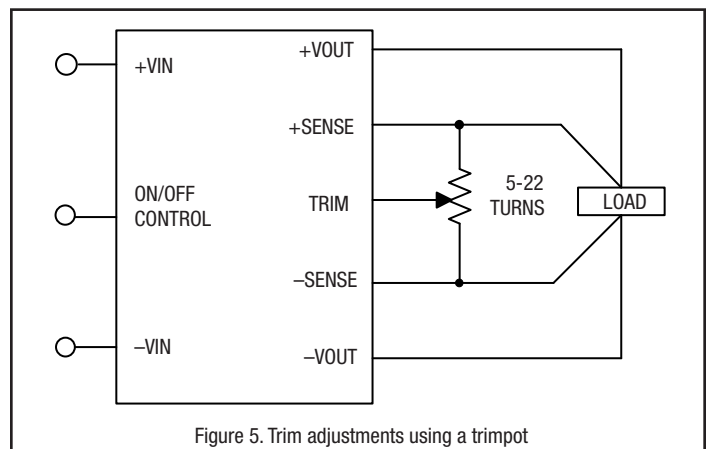 +VIN
ON/OFF
CONTROL
–VIN
+VOUT
+SENSE
TRIM
–SENSE
–VOUT
5-22
TURNS
LOAD
Figure 5. Trim adjustments using a trimpot